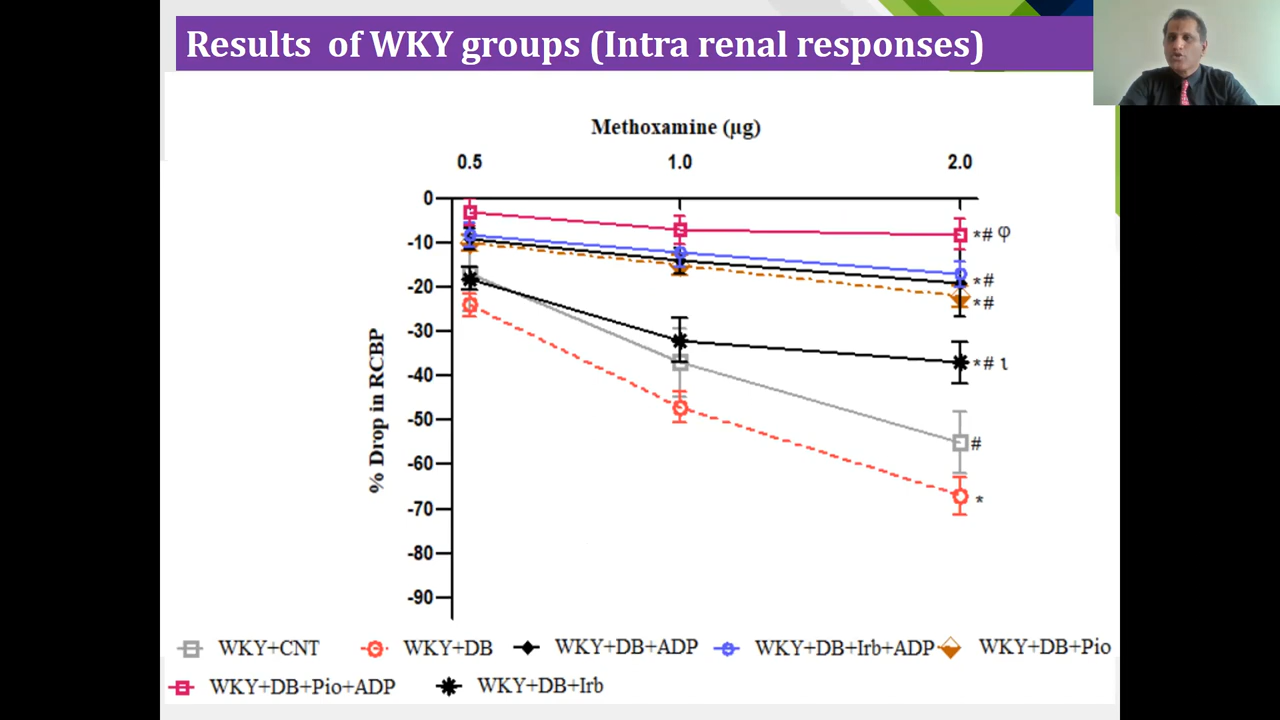 Results of WKY groups (Intra renal responses)
Methoxamine (µg)
0.5 1.0 2.0
0
-10
-20
-30
-40
-50
-60
-70
-80
-90
% Drop in RCBP
*# φ
*#
*#
*# ι
#
*
WKY+CNT WKY+DB WKY+DB+ADP WKY+DB+Irb+ADP WKY+DB+Pio
WKY+DB+Pio+ADP WKY+DB+Irb